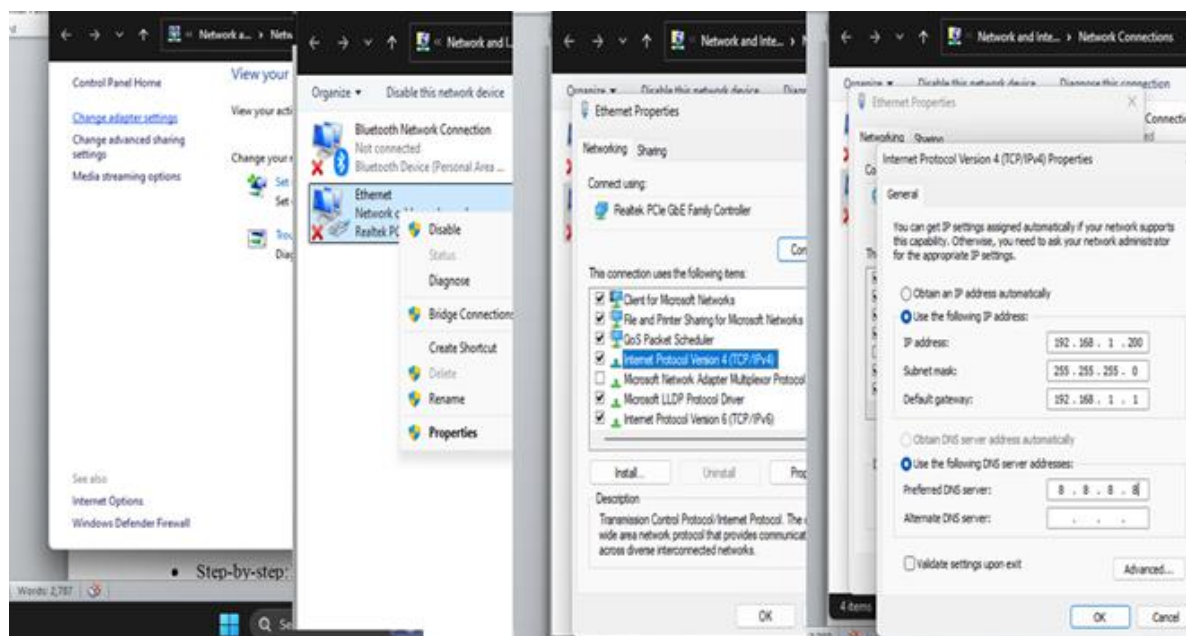 Network a... > Netw
Control Panel Home
Change adapter settings
Change advanced sharing
settings
Media streaming options
See also
Internet Options
Windows Defender Firewall
View your
View your acti
Change your n
Set
Set
Diag
Step-by-step:
Words: 2,787
Network and I
Organize
Disable this network device
Bluetooth Network Connection
Not connected
Bluetooth Device (Personal Area ...
Ethernet
Network c
Realtek PC
Disable
Status
Diagnose
Bridge Connections
Create Shortcut
Delete
Rename
Properties
Network and Inte... > N
Organize
Disable this network device
Ethernet Properties
Networking
Sharing
Connect using:
Realtek PCIe GbE Family Controller
Con
This connection uses the following items:
Client for Microsoft Networks
File and Printer Sharing for Microsoft Networks
QoS Packet Scheduler
Internet Protocol Version 4 (TCP/IPv4)
Microsoft Network Adapter Multiplexor Protocol
Microsoft LLDP Protocol Driver
Internet Protocol Version 6 (TCP/IPv6)
Install...
Uninstall
Prop
Description
Transmission Control Protocol/Internet Protocol. The
wide area network protocol that provides communicat
across diverse interconnected networks.
OK
Network and Inte... > Network Connections
Organize
Disable this network device
Diagnose this connection
Ethernet Properties
Networking
Sharing
Connecti
Internet Protocol Version 4 (TCP/IPv4) Properties
General
You can get IP settings assigned automatically if your network supports
this capability. Otherwise, you need to ask your network administrator
for the appropriate IP settings.
Obtain an IP address automatically
Use the following IP address:
IP address: 192 . 168 . 1 . 200
Subnet mask: 255 . 255 . 255 . 0
Default gateway: 192 . 168 . 1 . 1
Obtain DNS server address automatically
Use the following DNS server addresses:
Preferred DNS server: 8 . 8 . 8 . 8
Alternate DNS server: . . .
Validate settings upon exit
Advanced...
4 items
OK
Cancel